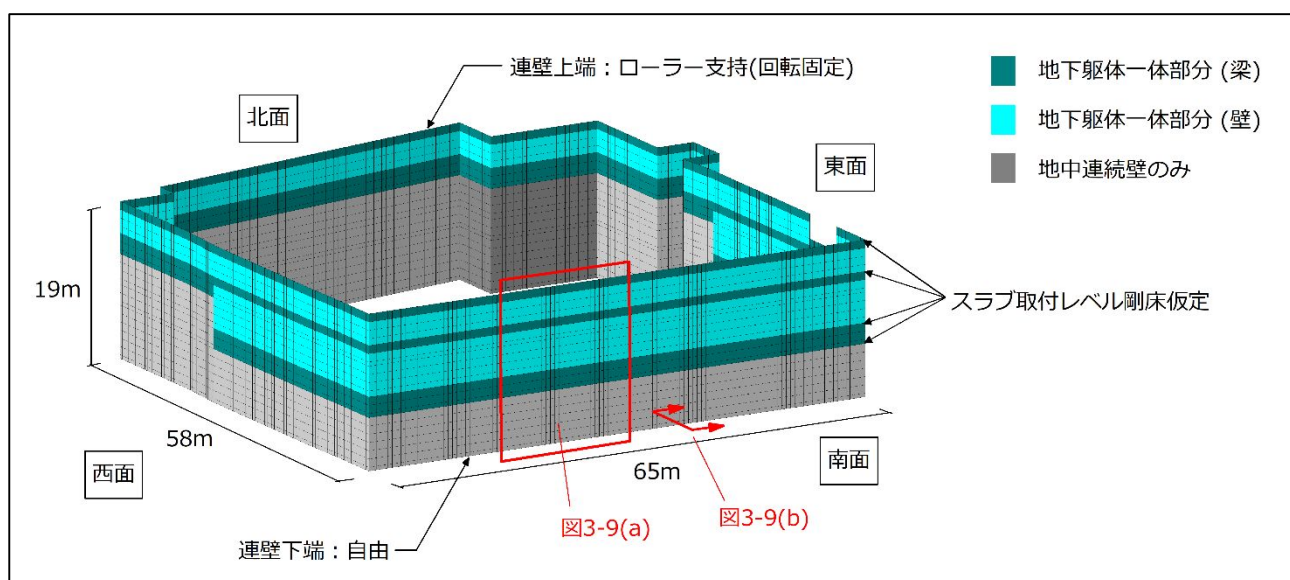 連壁上端：ローラー支持(回転固定)
北面
地下躯体一体部分 (梁)
地下躯体一体部分 (壁)
地中連続壁のみ
東面
19m
スラブ取付レベル剛床仮定
58m
西面
65m
南面
図3-9(a)
図3-9(b)
連壁下端：自由